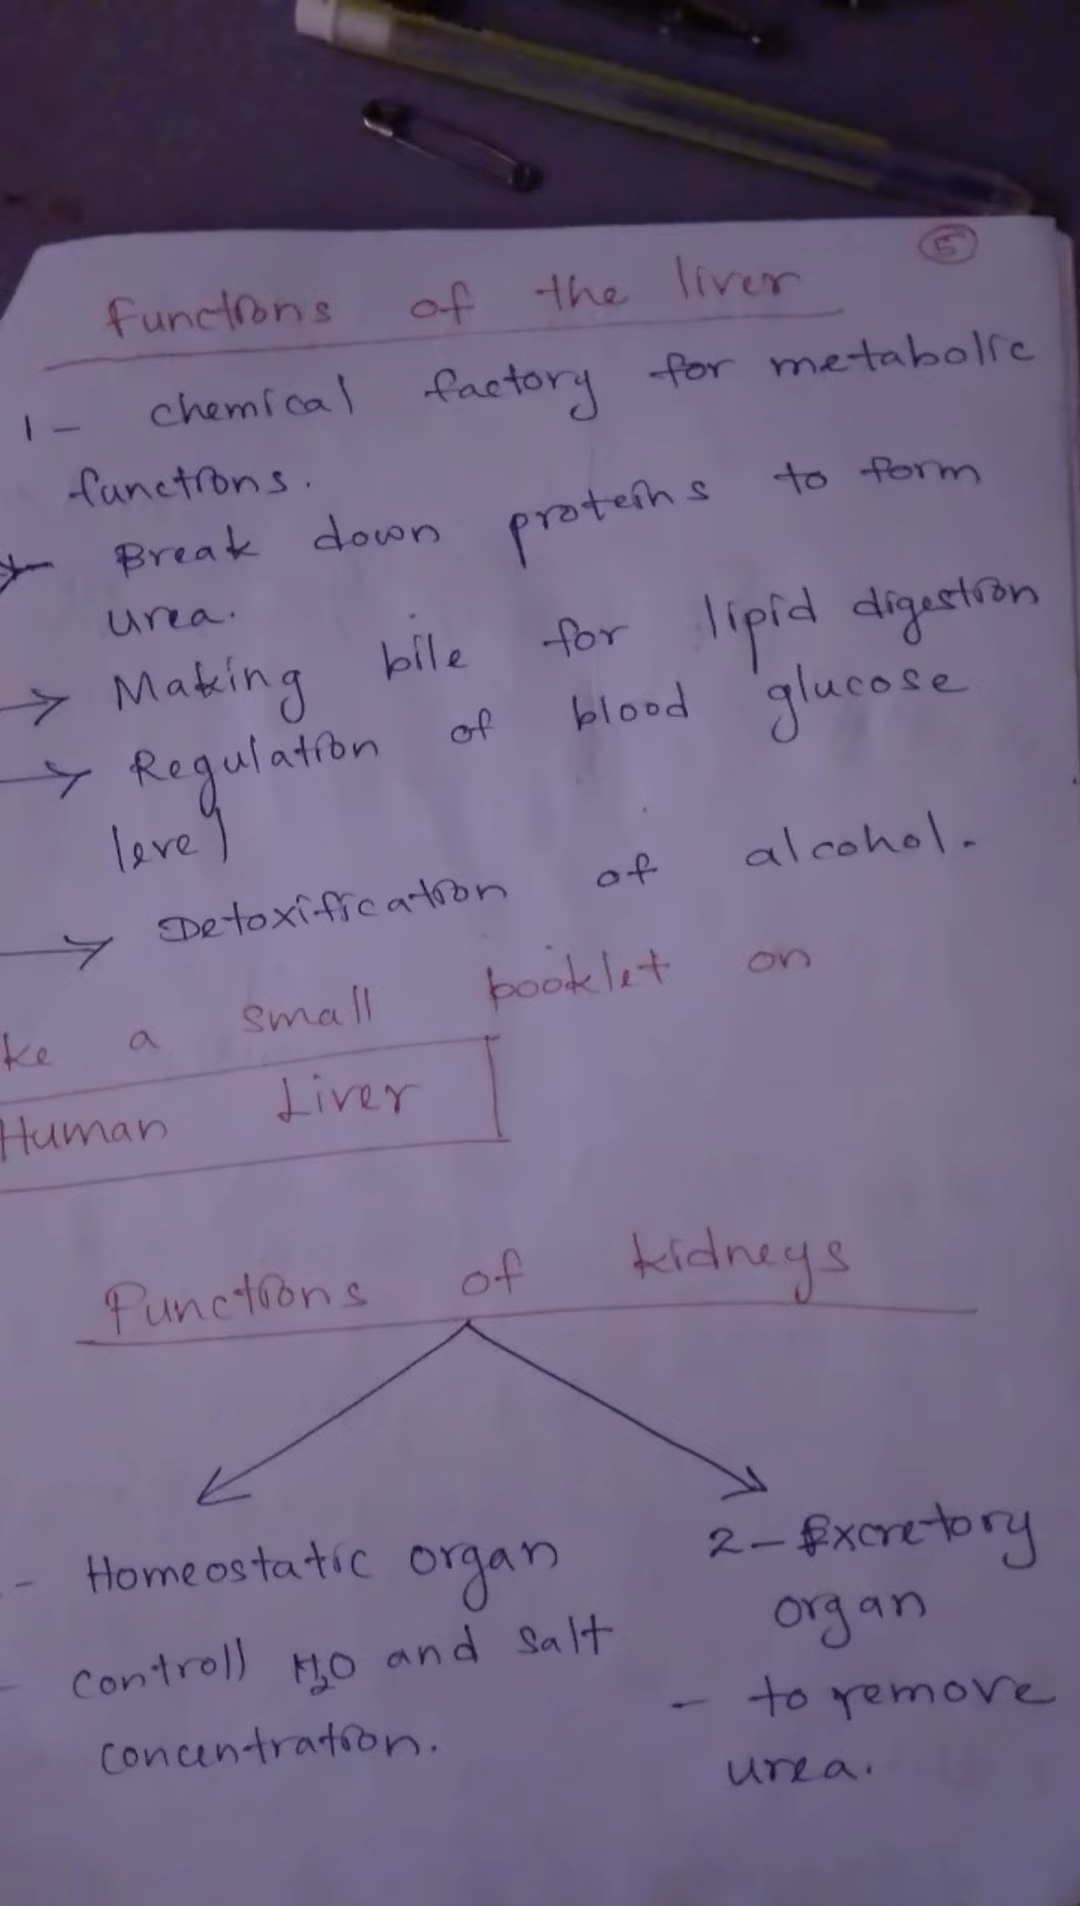 5
Functions of the liver
1- chemical factory for metabolic
functions.
Break down proteins to form
urea.
→ Making bile for lipid digestion
→ Regulation of blood glucose
level
→ Detoxification of alcohol.
ke a small booklet on
Human Liver
Functions of kidneys
- Homeostatic organ
- controll H2O and salt
concentration.
2- Excretory
organ
- to remove
urea.